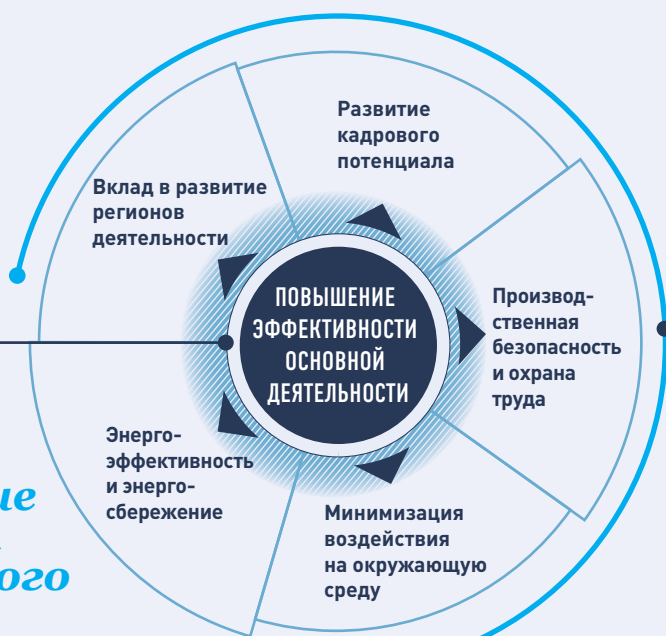 Развитие
кадрового
потенциала
Вклад в развитие
регионов
деятельности
ПОВЫШЕНИЕ
ЭФФЕКТИВНОСТИ
ОСНОВНОЙ
ДЕЯТЕЛЬНОСТИ
Производ-
ственная
безопасность
и охрана
труда
Энерго-
эффективность
и энерго-
сбережение
Минимизация
воздействия
на окружающую
среду